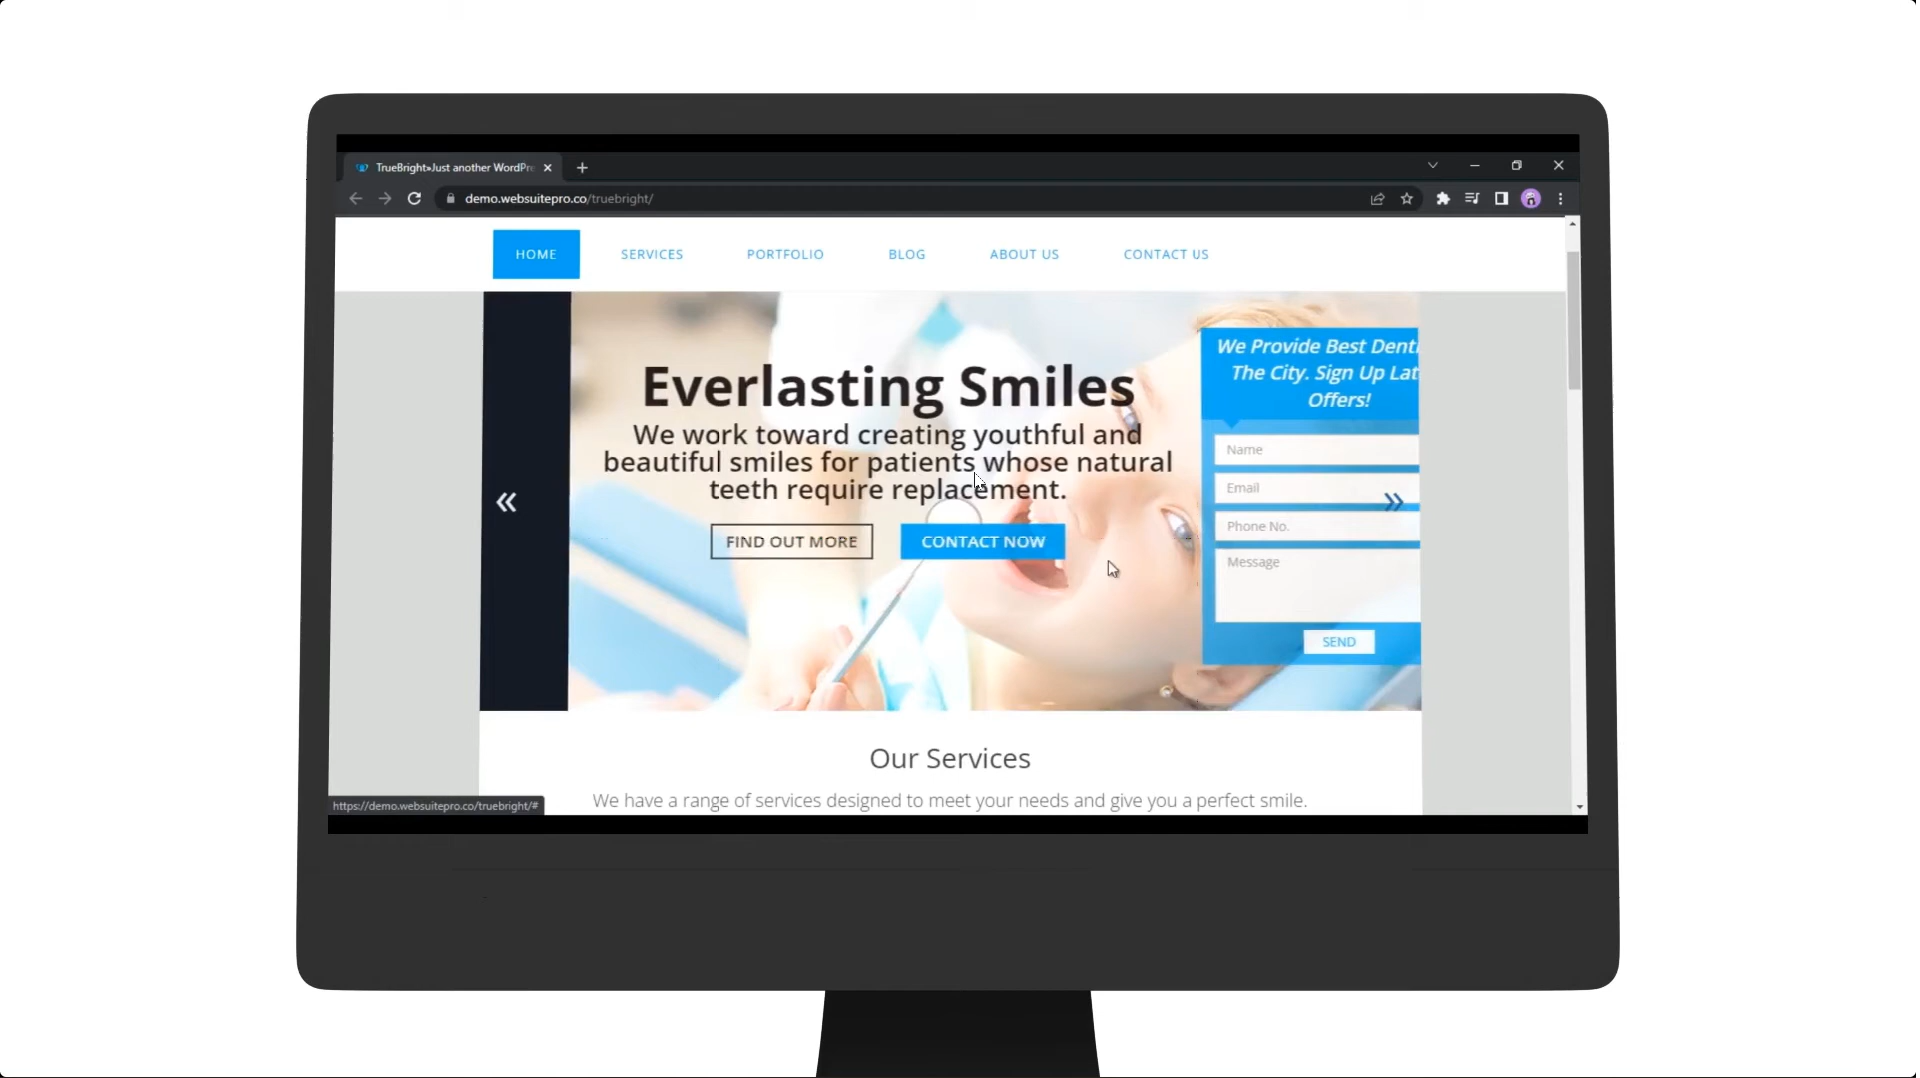 TrueBright»Just another WordPre
demo.websuitepro.co/truebright/
HOME
SERVICES
PORTFOLIO
BLOG
ABOUT US
CONTACT US
Everlasting Smiles
We work toward creating youthful and
beautiful smiles for patients whose natural
teeth require replacement.
FIND OUT MORE
CONTACT NOW
We Provide Best Denti
The City. Sign Up Lat
Offers!
Name
Email
Phone No.
Message
SEND
Our Services
We have a range of services designed to meet your needs and give you a perfect smile.
https://demo.websuitepro.co/truebright/#